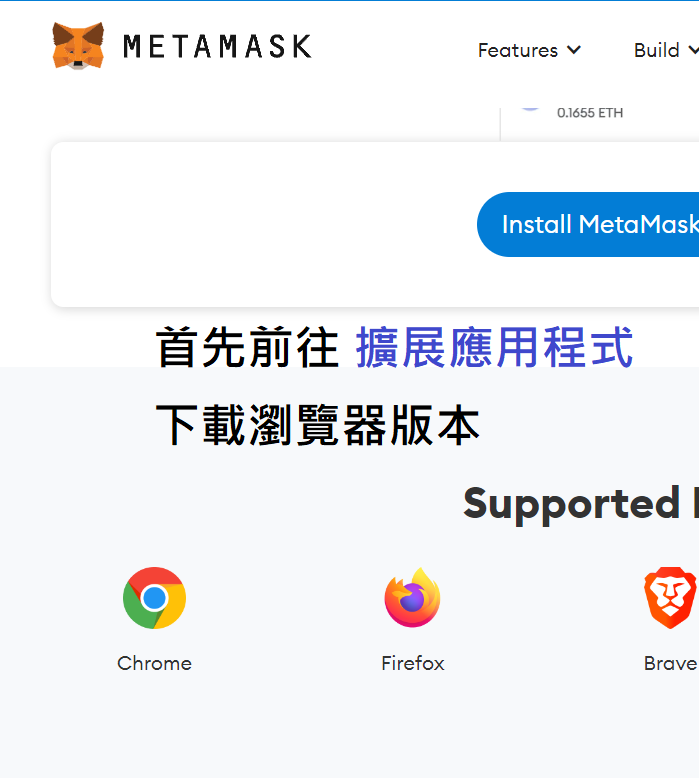 METAMASK
Features
Build
0.1655 ETH
Install MetaMask
首先前往 擴展應用程式
下載瀏覽器版本
Supported
Chrome
Firefox
Brave